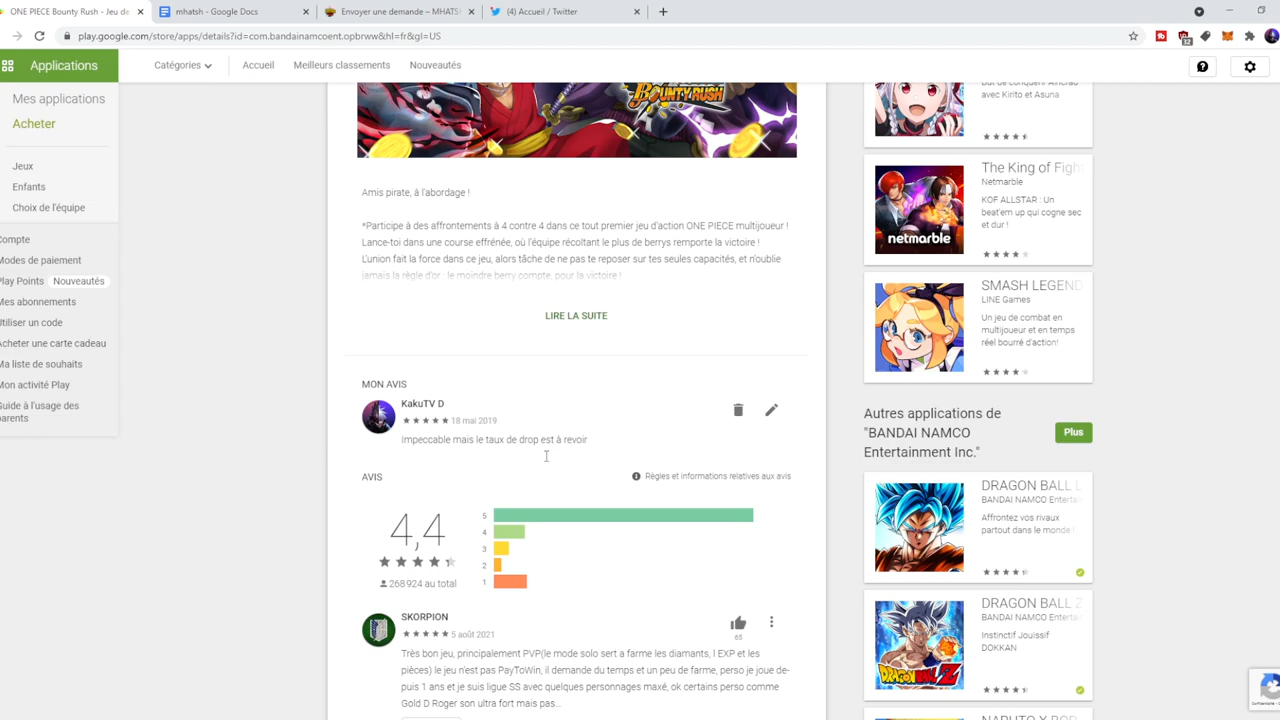 ONE PIECE Bounty Rush - Jeu de
mhatsh - Google Docs
Envoyer une demande – MHATS
(4) Accueil / Twitter
play.google.com/store/apps/details?id=com.bandainamcoent.opbrww&hl=fr&gl=US
32
Applications
Catégories
Accueil
Meilleurs classements
Nouveautés
Mes applications
Acheter
Jeux
Enfants
Choix de l'équipe
Compte
Modes de paiement
Play Points Nouveautés
Mes abonnements
Utiliser un code
Acheter une carte cadeau
Ma liste de souhaits
Mon activité Play
Guide à l'usage des
parents
BOUNTY RUSH
Amis pirate, à l'abordage !
*Participe à des affrontements à 4 contre 4 dans ce tout premier jeu d'action ONE PIECE multijoueur !
Lance-toi dans une course effrénée, où l'équipe récoltant le plus de berrys remporte la victoire !
L'union fait la force dans ce jeu, alors tâche de ne pas te reposer sur tes seules capacités, et n'oublie
jamais la règle d'or : le moindre berry compte, pour la victoire !
LIRE LA SUITE
MON AVIS
KakuTV D
18 mai 2019
Impeccable mais le taux de drop est à revoir
AVIS
Règles et informations relatives aux avis
4,4
268 924 au total
5
4
3
2
1
SKORPION
5 août 2021
65
Très bon jeu, principalement PVP(le mode solo sert a farme les diamants, l EXP et les
pièces) le jeu n'est pas PayToWin, il demande du temps et un peu de farme, perso je joue de-
puis 1 ans et je suis ligue SS avec quelques personnages maxé, ok certains perso comme
Gold D Roger son ultra fort mais pas...
avec Kirito et Asuna
The King of Figh
Netmarble
KOF ALLSTAR : Un
beat'em up qui cogne sec
et dur !
netmarble
SMASH LEGEND
LINE Games
Un jeu de combat en
multijoueur et en temps
réel bourré d'action!
Autres applications de
"BANDAI NAMCO
Entertainment Inc."
Plus
DRAGON BALL L
BANDAI NAMCO Enterta
Affrontez vos rivaux
partout dans le monde !
DRAGON BALL Z
BANDAI NAMCO Enterta
Instinctif Jouissif
DOKKAN
DRAGON BALL Z
NARUTO X BOR